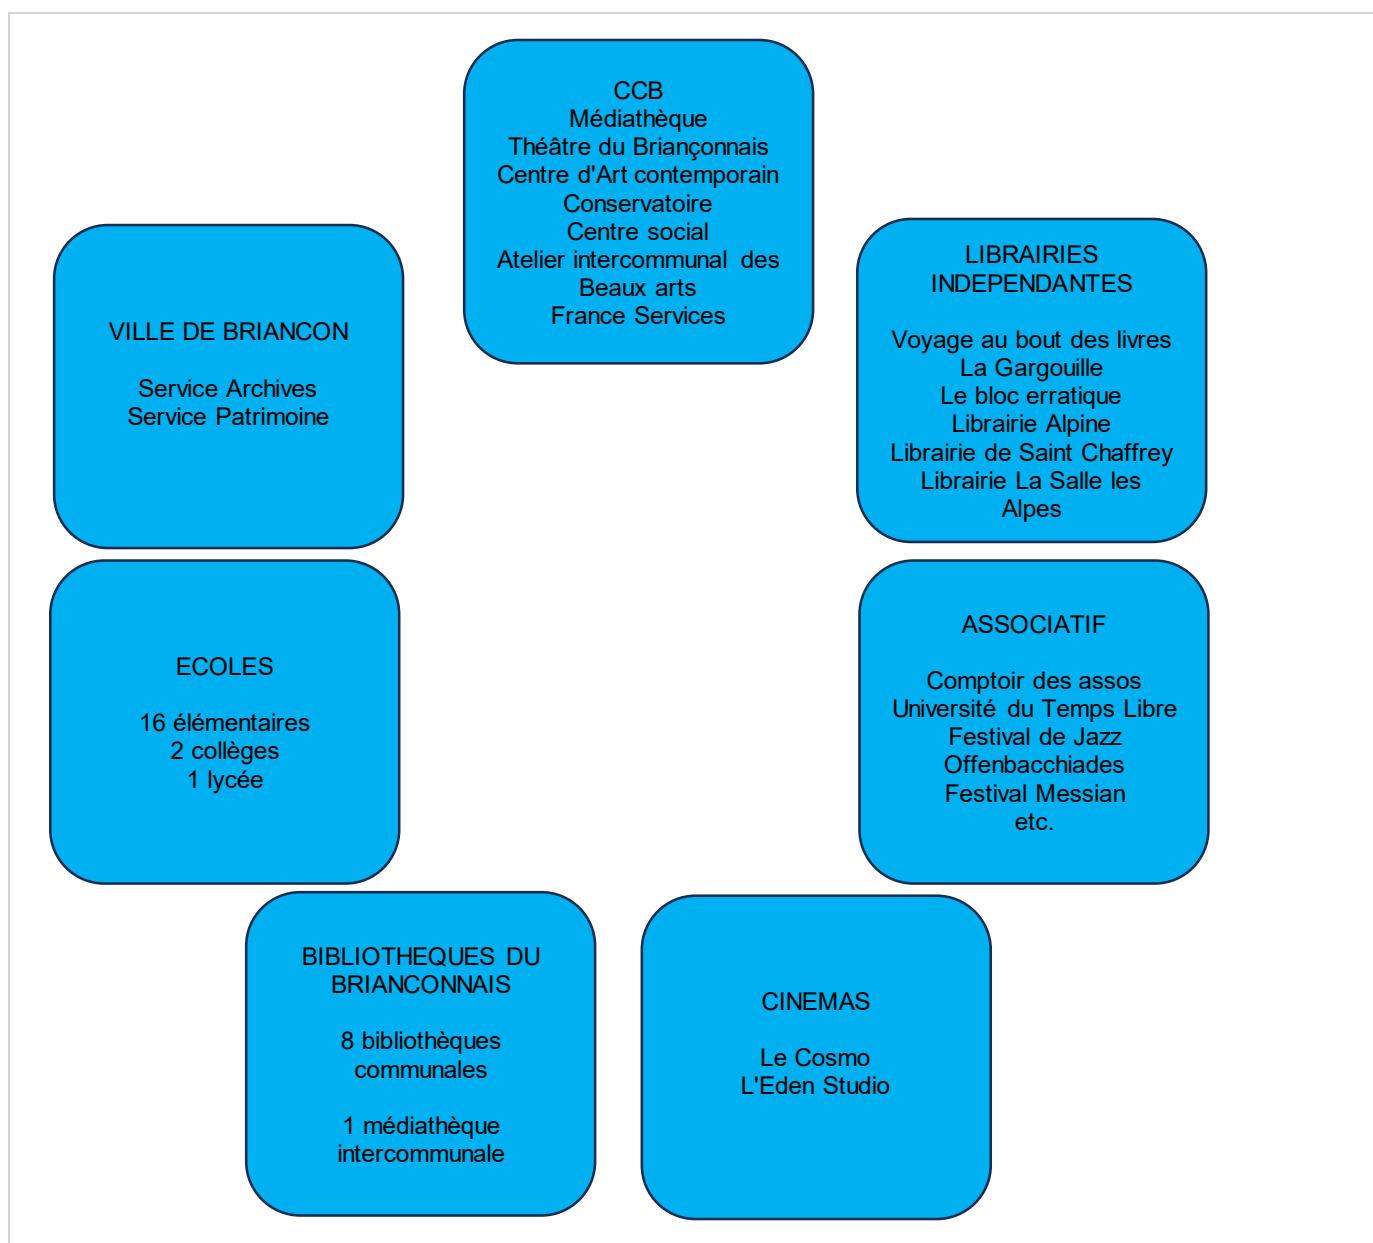 CCB
Médiathèque
Théâtre du Briançonnais
Centre d'Art contemporain
Conservatoire
Centre social
Atelier intercommunal des
Beaux arts
France Services
VILLE DE BRIANCON
Service Archives
Service Patrimoine
LIBRAIRIES
INDEPENDANTES
Voyage au bout des livres
La Gargouille
Le bloc erratique
Librairie Alpine
Librairie de Saint Chaffrey
Librairie La Salle les
Alpes
ECOLES
16 élémentaires
2 collèges
1 lycée
ASSOCIATIF
Comptoir des assos
Université du Temps Libre
Festival de Jazz
Offenbacchiades
Festival Messian
etc.
BIBLIOTHEQUES DU
BRIANCONNAIS
8 bibliothèques
communales
1 médiathèque
intercommunale
CINEMAS
Le Cosmo
L'Eden Studio